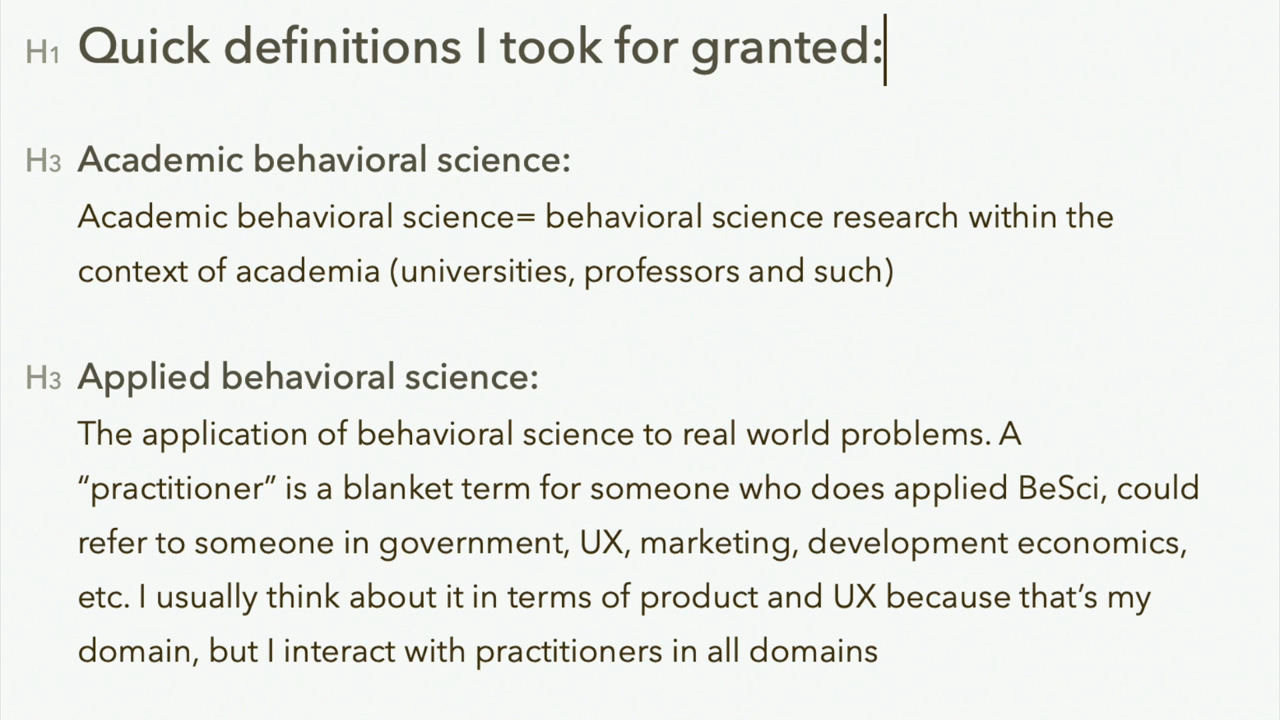 H1 Quick definitions I took for granted:
H3 Academic behavioral science:
Academic behavioral science= behavioral science research within the
context of academia (universities, professors and such)
H3 Applied behavioral science:
The application of behavioral science to real world problems. A
“practitioner” is a blanket term for someone who does applied BeSci, could
refer to someone in government, UX, marketing, development economics,
etc. I usually think about it in terms of product and UX because that’s my
domain, but I interact with practitioners in all domains